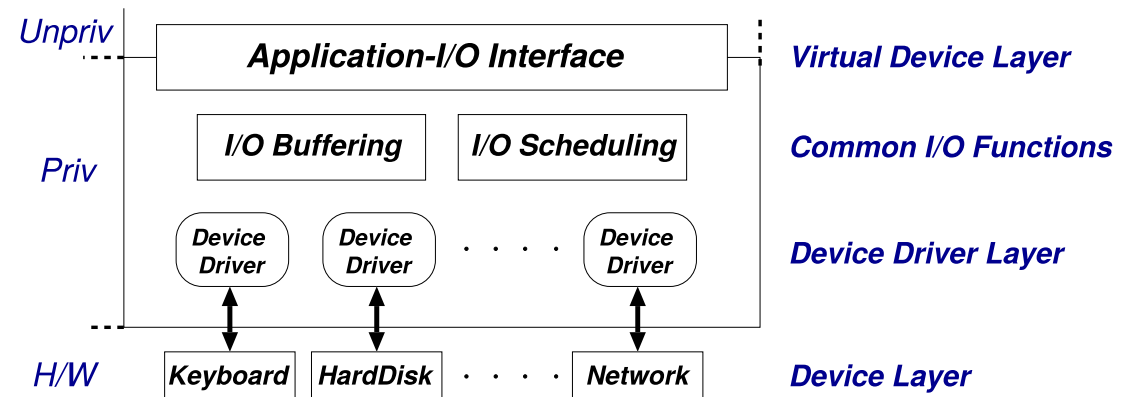 Unpriv
Application-I/O Interface
Virtual Device Layer
Priv
I/O Buffering
I/O Scheduling
Common I/O Functions
Device
Driver
Device
Driver
. . . .
Device
Driver
Device Driver Layer
H/W
Keyboard
HardDisk
. . . .
Network
Device Layer